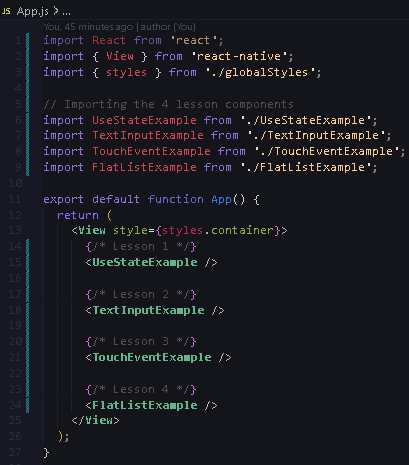 JS App.js > ...
You, 45 minutes ago | author (You)
1 import React from 'react';
2 import { View } from 'react-native';
3 import { styles } from './globalStyles';
4
5 // Importing the 4 lesson components
6 import UseStateExample from './UseStateExample';
7 import TextInputExample from './TextInputExample';
8 import TouchEventExample from './TouchEventExample';
9 import FlatListExample from './FlatListExample';
10
11 export default function App() {
12 return (
13 <View style={styles.container}>
14 {/* Lesson 1 */}
15 <UseStateExample />
16
17 {/* Lesson 2 */}
18 <TextInputExample />
19
20 {/* Lesson 3 */}
21 <TouchEventExample />
22
23 {/* Lesson 4 */}
24 <FlatListExample />
25 </View>
26 );
27 }